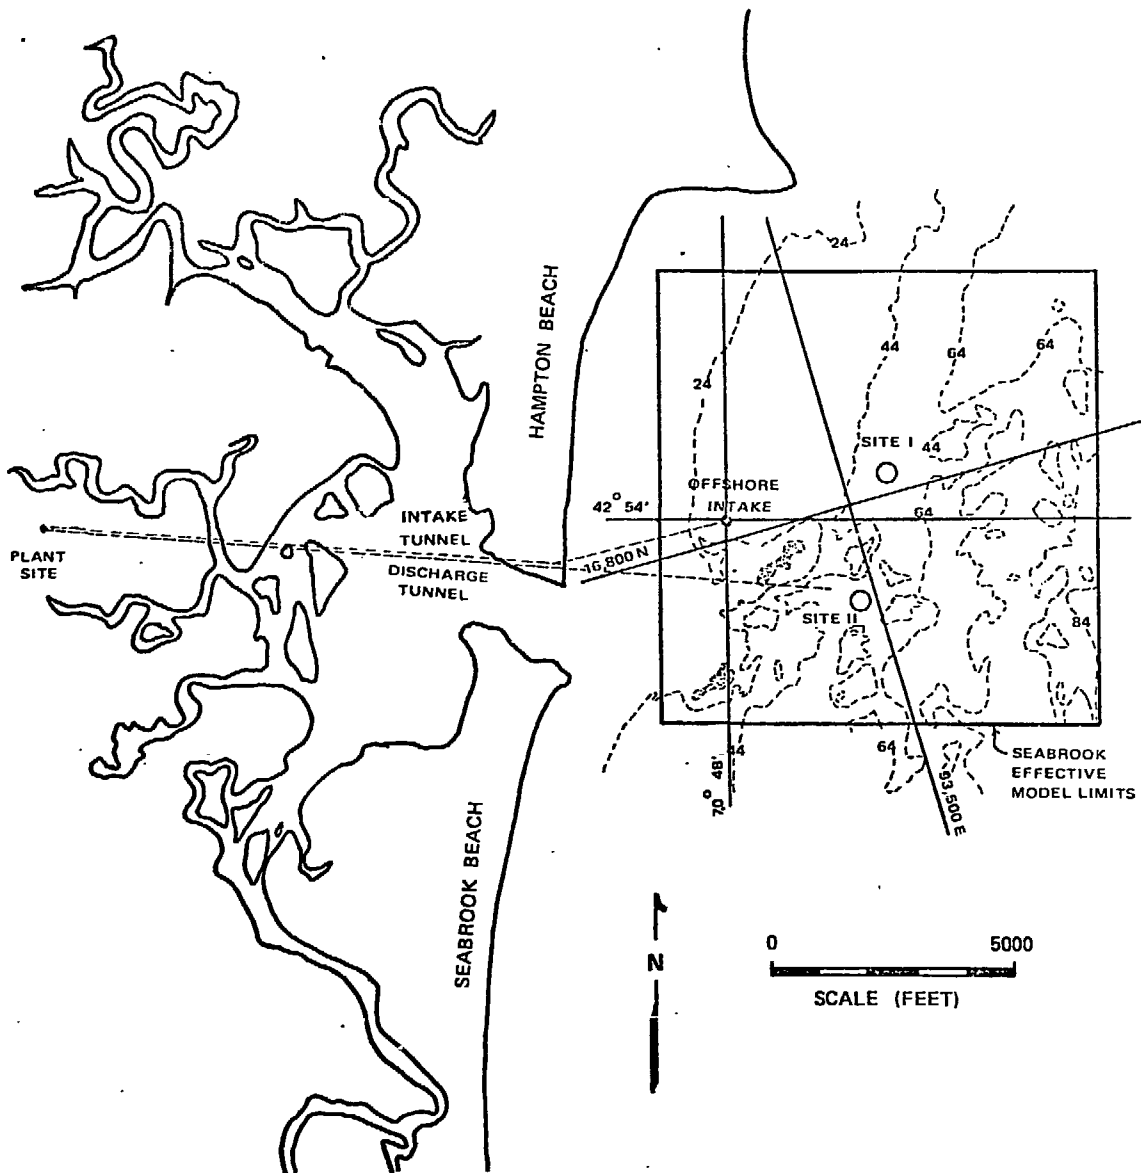 24
HAMPTON BEACH
44
64
64
24
SITE I
44
OFFSHORE
INTAKE
42° 54'
64
INTAKE
TUNNEL
16,800 N
PLANT
SITE
DISCHARGE
TUNNEL
SITE II
84
44
64
SEABROOK
EFFECTIVE
MODEL LIMITS
70° 48'
93,500 E
SEABROOK BEACH
N
0 5000
SCALE (FEET)